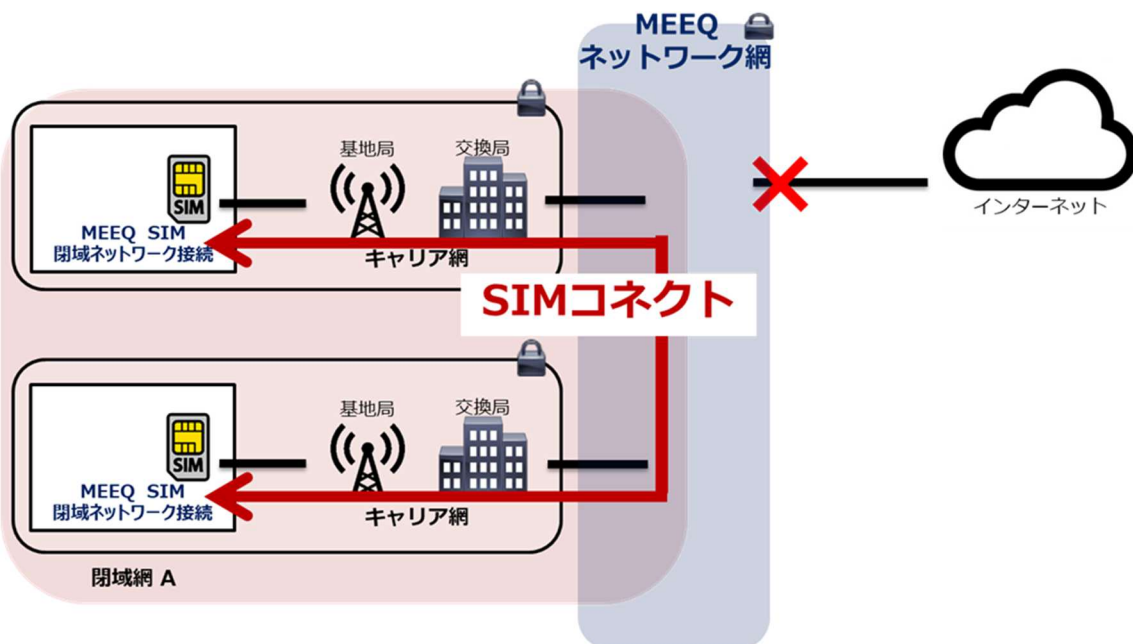 MEEQ
ネットワーク網
基地局
交換局
SIM
MEEQ SIM
閉域ネットワーク接続
キャリア網
インターネット
SIMコネクト
基地局
交換局
SIM
MEEQ SIM
閉域ネットワーク接続
キャリア網
閉域網 A